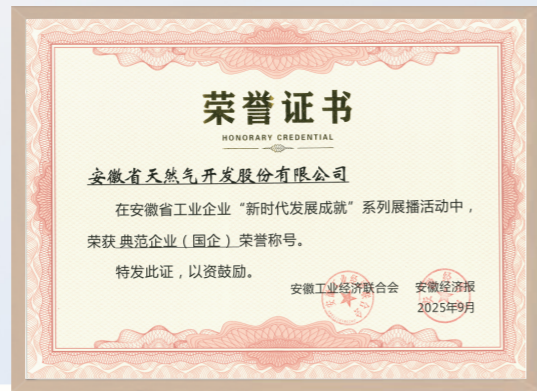 荣誉证书
HONORARY CREDENTIAL
安徽省天然气开发股份有限公司
在安徽省工业企业“新时代发展成就”系列展播活动中，
荣获 典范企业（国企）荣誉称号。
特发此证，以资鼓励。
安徽工业经济联合会 安徽经济报
2025年9月